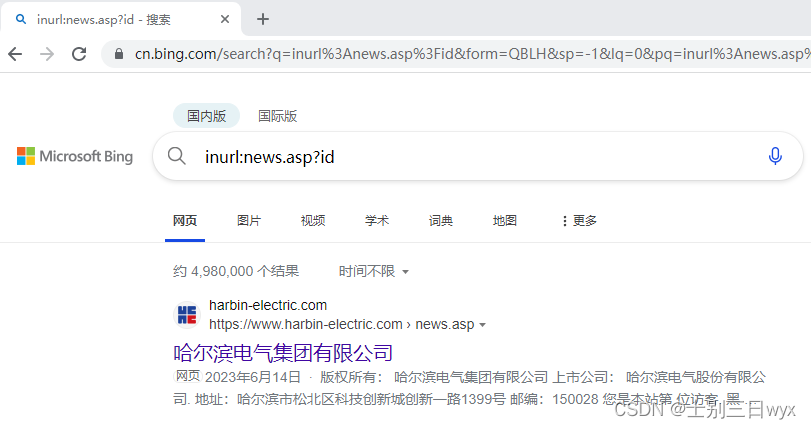 inurl:news.asp?id - 搜索
cn.bing.com/search?q=inurl%3Anews.asp%3Fid&form=QBLH&sp=-1&lq=0&pq=inurl%3Anews.asp%
国内版 国际版
Microsoft Bing inurl:news.asp?id
网页 图片 视频 学术 词典 地图 更多
约 4,980,000 个结果 时间不限
harbin-electric.com
https://www.harbin-electric.com › news.asp
哈尔滨电气集团有限公司
网页 2023年6月14日 · 版权所有： 哈尔滨电气集团有限公司 上市公司： 哈尔滨电气股份有限公
司. 地址：哈尔滨市松北区科技创新城创新一路1399号 邮编：150028 您是本站第 位访客. 黑 ...
CSDN @士别三日wyx